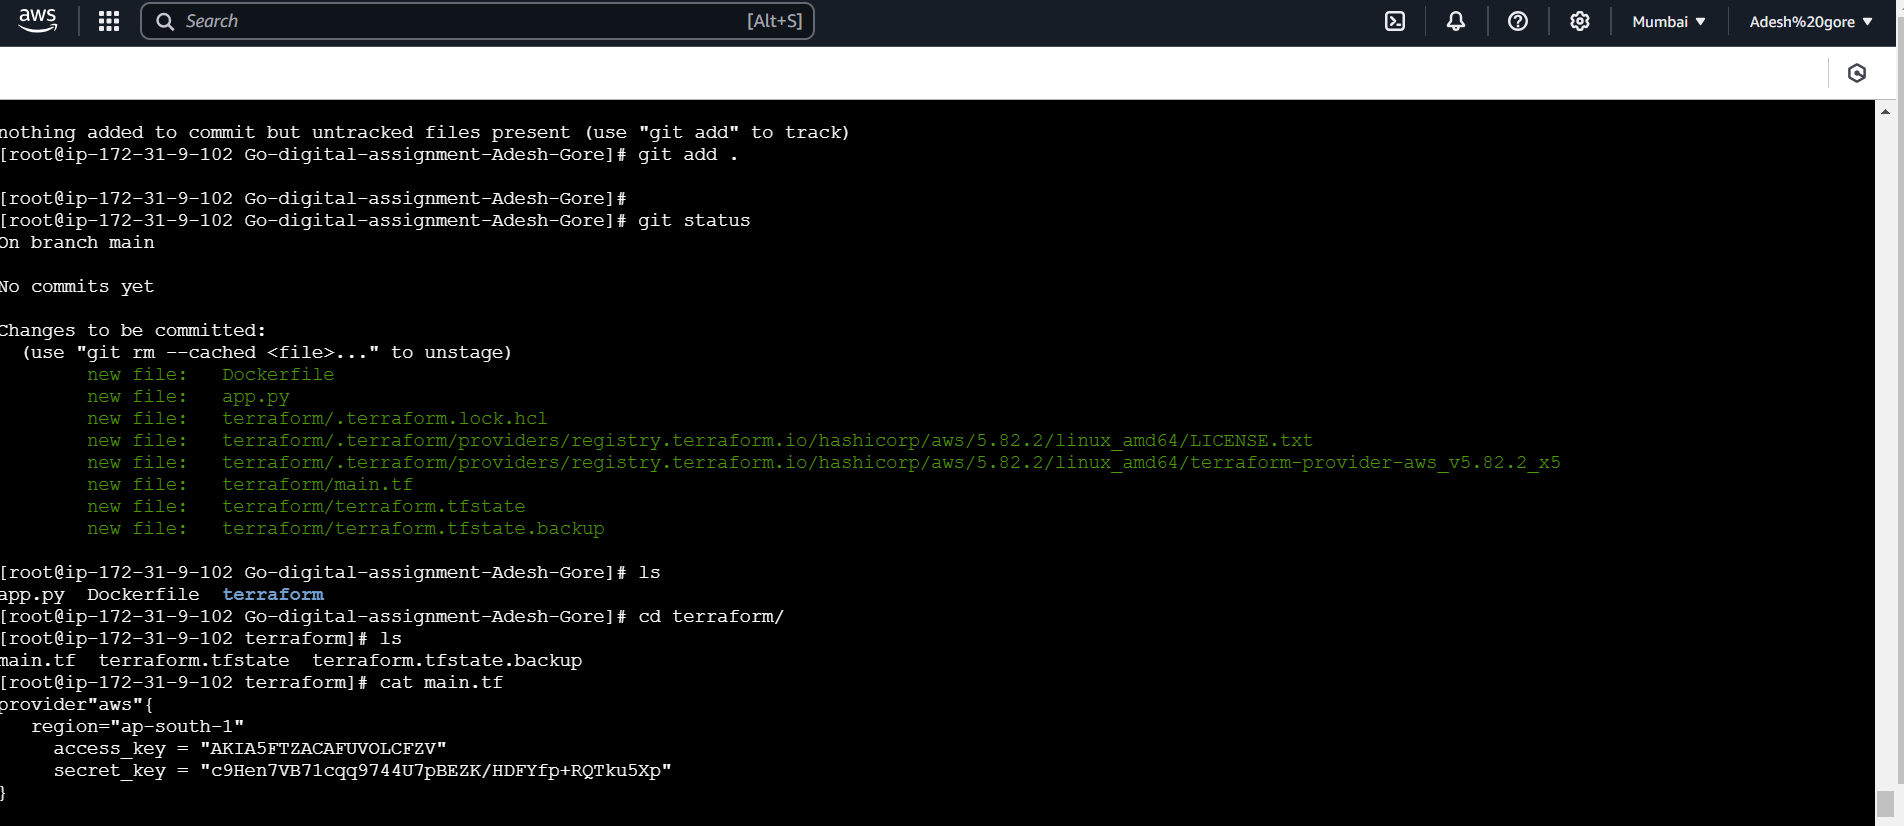 aws
Search [Alt+S]
Mumbai
Adesh%20gore
nothing added to commit but untracked files present (use "git add" to track)
[root@ip-172-31-9-102 Go-digital-assignment-Adesh-Gore]# git add .
[root@ip-172-31-9-102 Go-digital-assignment-Adesh-Gore]#
[root@ip-172-31-9-102 Go-digital-assignment-Adesh-Gore]# git status
On branch main
No commits yet
Changes to be committed:
(use "git rm --cached <file>..." to unstage)
new file: Dockerfile
new file: app.py
new file: terraform/.terraform.lock.hcl
new file: terraform/.terraform/providers/registry.terraform.io/hashicorp/aws/5.82.2/linux_amd64/LICENSE.txt
new file: terraform/.terraform/providers/registry.terraform.io/hashicorp/aws/5.82.2/linux_amd64/terraform-provider-aws_v5.82.2_x5
new file: terraform/main.tf
new file: terraform/terraform.tfstate
new file: terraform/terraform.tfstate.backup
[root@ip-172-31-9-102 Go-digital-assignment-Adesh-Gore]# ls
app.py Dockerfile terraform
[root@ip-172-31-9-102 Go-digital-assignment-Adesh-Gore]# cd terraform/
[root@ip-172-31-9-102 terraform]# ls
main.tf terraform.tfstate terraform.tfstate.backup
[root@ip-172-31-9-102 terraform]# cat main.tf
provider"aws"{
region="ap-south-1"
access_key = "AKIA5FTZACAFUVOLCFZV"
secret_key = "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"
}